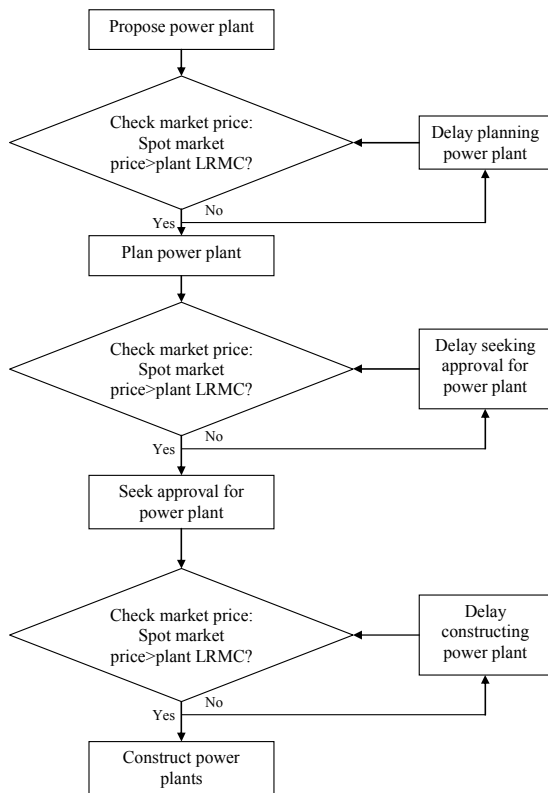 Propose power plant
Check market price:
Spot market
price>plant LRMC?
Delay planning
power plant
No
Yes
Plan power plant
Check market price:
Spot market
price>plant LRMC?
Delay seeking
approval for
power plant
No
Yes
Seek approval for
power plant
Check market price:
Spot market
price>plant LRMC?
Delay
constructing
power plant
No
Yes
Construct power
plants